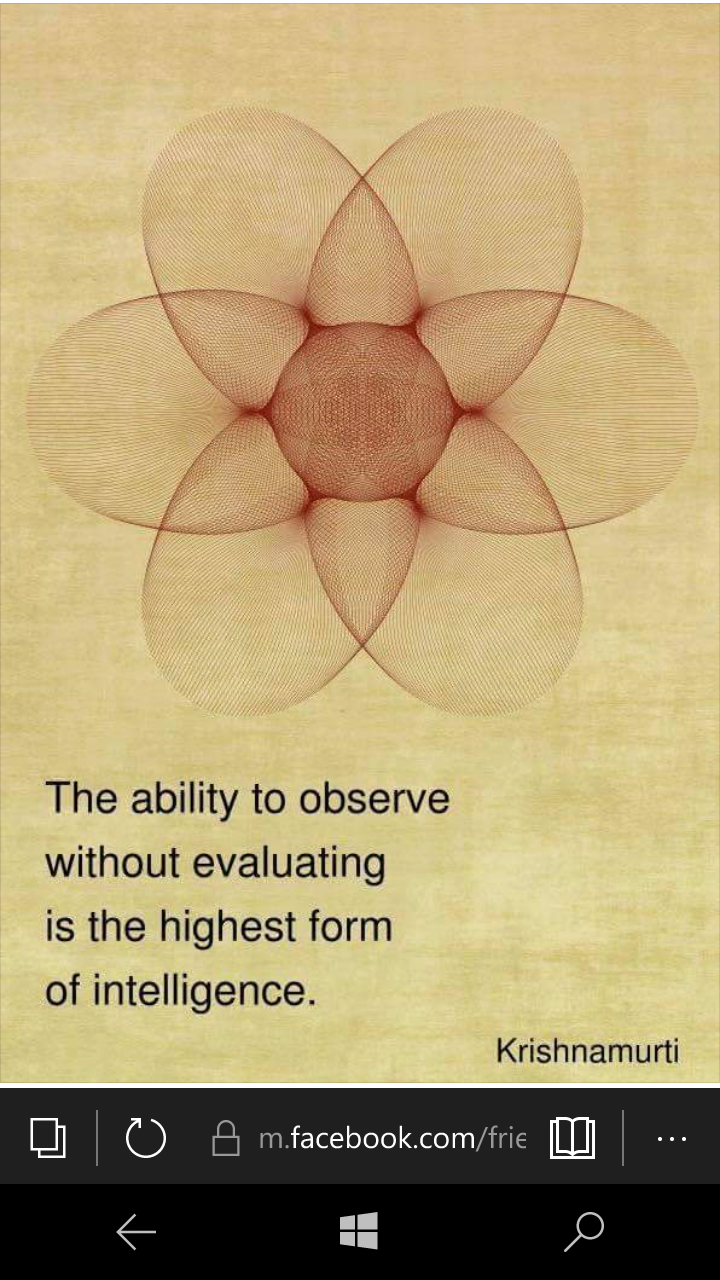 The ability to observe
without evaluating
is the highest form
of intelligence.
Krishnamurti
m.facebook.com/frie